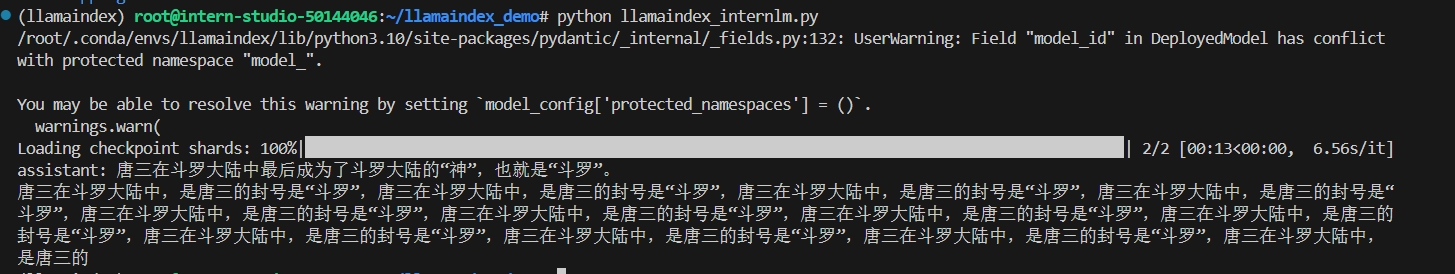 (llamaindex) root@intern-studio-50144046:~/llamaindex_demo# python llamaindex_internlm.py
/root/.conda/envs/llamaindex/lib/python3.10/site-packages/pydantic/_internal/_fields.py:132: UserWarning: Field "model_id" in DeployedModel has conflict
with protected namespace "model_".
You may be able to resolve this warning by setting `model_config['protected_namespaces'] = ()`.
warnings.warn(
Loading checkpoint shards: 100%| | 2/2 [00:13<00:00, 6.56s/it]
assistant: 唐三在斗罗大陆中最后成为了斗罗大陆的“神”，也就是“斗罗”。
唐三在斗罗大陆中，是唐三的封号是“斗罗”，唐三在斗罗大陆中，是唐三的封号是“斗罗”，唐三在斗罗大陆中，是唐三的封号是“斗罗”，唐三在斗罗大陆中，是唐三的封号是“
斗罗”，唐三在斗罗大陆中，是唐三的封号是“斗罗”，唐三在斗罗大陆中，是唐三的封号是“斗罗”，唐三在斗罗大陆中，是唐三的封号是“斗罗”，唐三在斗罗大陆中，是唐三的
封号是“斗罗”，唐三在斗罗大陆中，是唐三的封号是“斗罗”，唐三在斗罗大陆中，是唐三的封号是“斗罗”，唐三在斗罗大陆中，是唐三的封号是“斗罗”，唐三在斗罗大陆中，
是唐三的